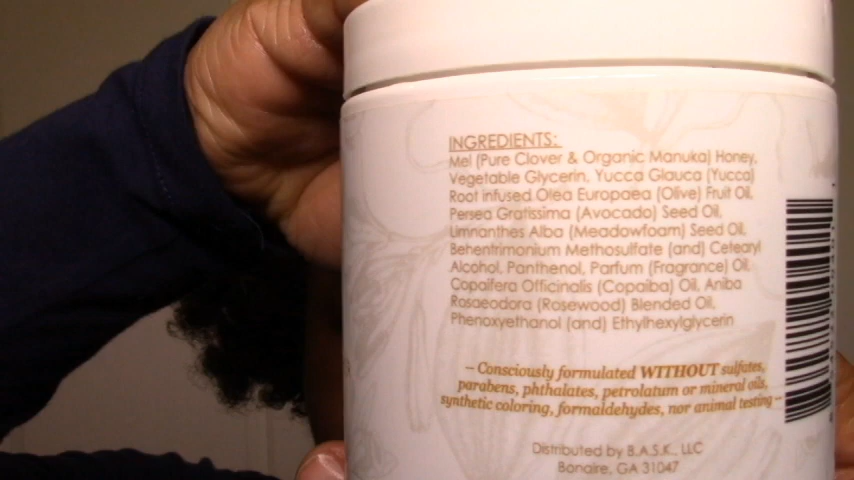 INGREDIENTS:
Mel (Pure Clover & Organic Manuka) Honey,
Vegetable Glycerin, Yucca Glauca (Yucca)
Root infused Olea Europaea (Olive) Fruit Oil,
Persea Gratissima (Avocado) Seed Oil,
Limnanthes Alba (Meadowfoam) Seed Oil,
Behentrimonium Methosulfate (and) Cetearyl
Alcohol, Panthenol, Parfum (Fragrance) Oil,
Copaifera Officinalis (Copaiba) Oil, Aniba
Rosaeodora (Rosewood) Blended Oil,
Phenoxyethanol (and) Ethylhexylglycerin
-- Consciously formulated WITHOUT sulfates,
parabens, phthalates, petrolatum or mineral oils,
synthetic coloring, formaldehydes, nor animal testing --
Distributed by B.A.S.K., LLC
Bonaire, GA 31047